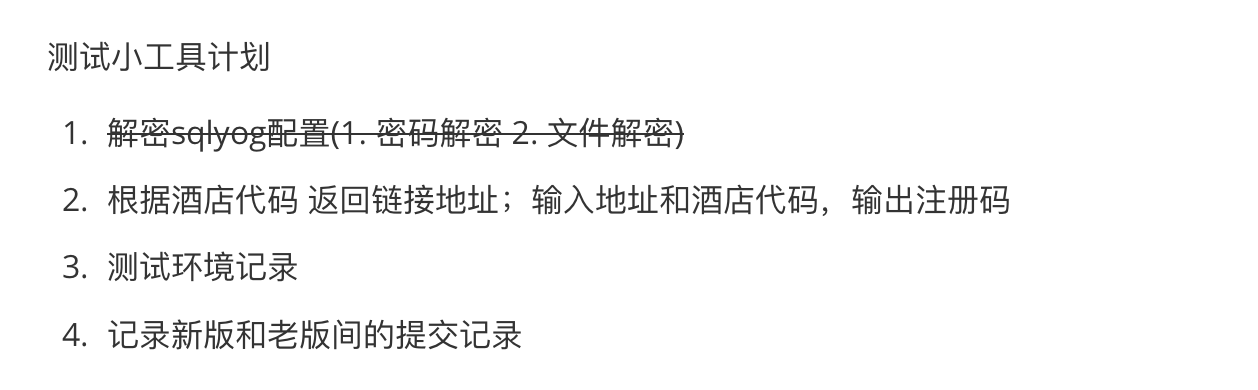 测试小工具计划
1. 解密sqlyog配置(1. 密码解密 2. 文件解密)
2. 根据酒店代码 返回链接地址；输入地址和酒店代码，输出注册码
3. 测试环境记录
4. 记录新版和老版间的提交记录